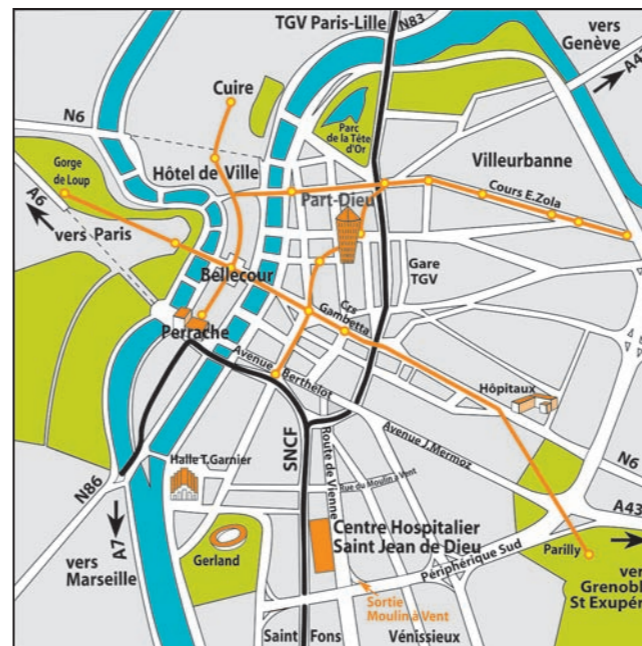 TGV Paris-Lille
N83
vers
Genève
A42
Cuire
N6
Parc
de la Tête
d'Or
Gorge
de Loup
Hôtel de Ville
Villeurbanne
Part-Dieu
Cours E.Zola
A6
vers Paris
Gare
TGV
Bellecour
Crs
Gambetta
Perrache
Avenue Berthelot
Hôpitaux
Avenue J.Mermoz
N6
Halle T.Garnier
SNCF
Route de Vienne
Rue du Moulin à Vent
N86
A7
vers
Marseille
Gerland
Centre Hospitalier
Saint Jean de Dieu
A43
Périphérique Sud
Parilly
Sortie
Moulin à Vent
Saint Fons
Vénissieux
Grenobl
St Exupér